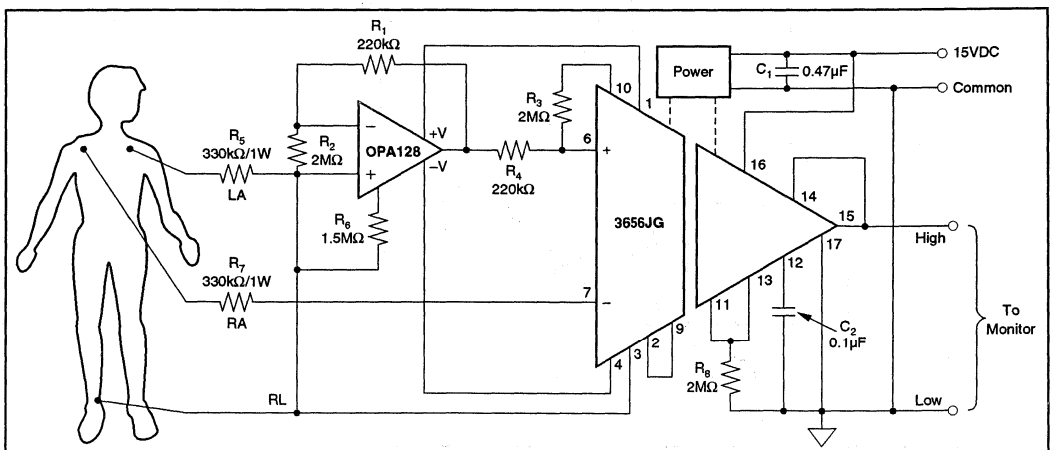 R1
220kΩ
R5
330kΩ/1W
LA
R2
2MΩ
−
+
OPA128
+V
−V
R6
1.5MΩ
R7
330kΩ/1W
RA
RL
R4
220kΩ
R3
2MΩ
10
1
6
+
7
−
3656JG
4
3
2
9
Power
C1
0.47μF
15VDC
Common
16
14
15
17
12
13
11
High
C2
0.1μF
R8
2MΩ
Low
To
Monitor